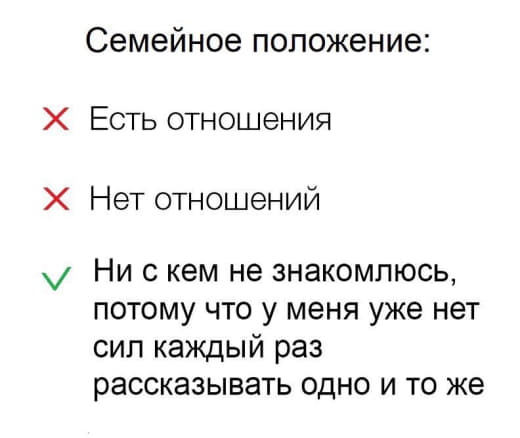 Семейное положение:
Есть отношения
Нет отношений
Ни с кем не знакомлюсь,
потому что у меня уже нет
сил каждый раз
рассказывать одно и то же